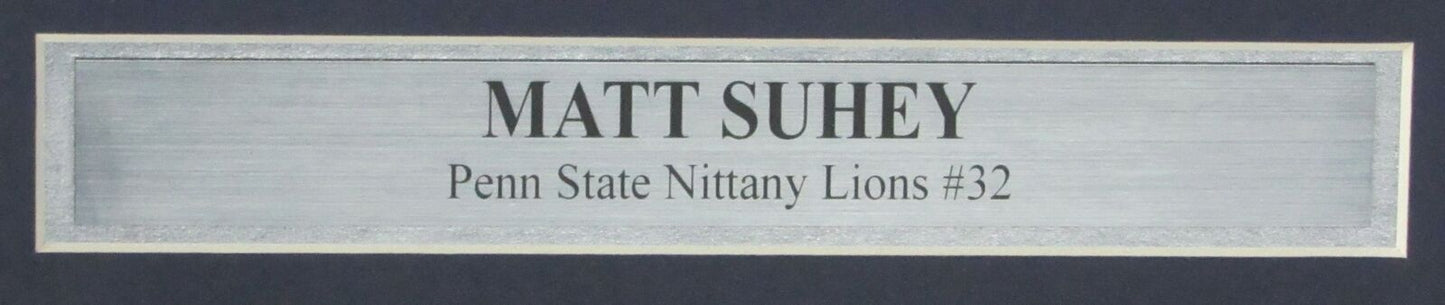 MATT SUHEY
Penn State Nittany Lions #32